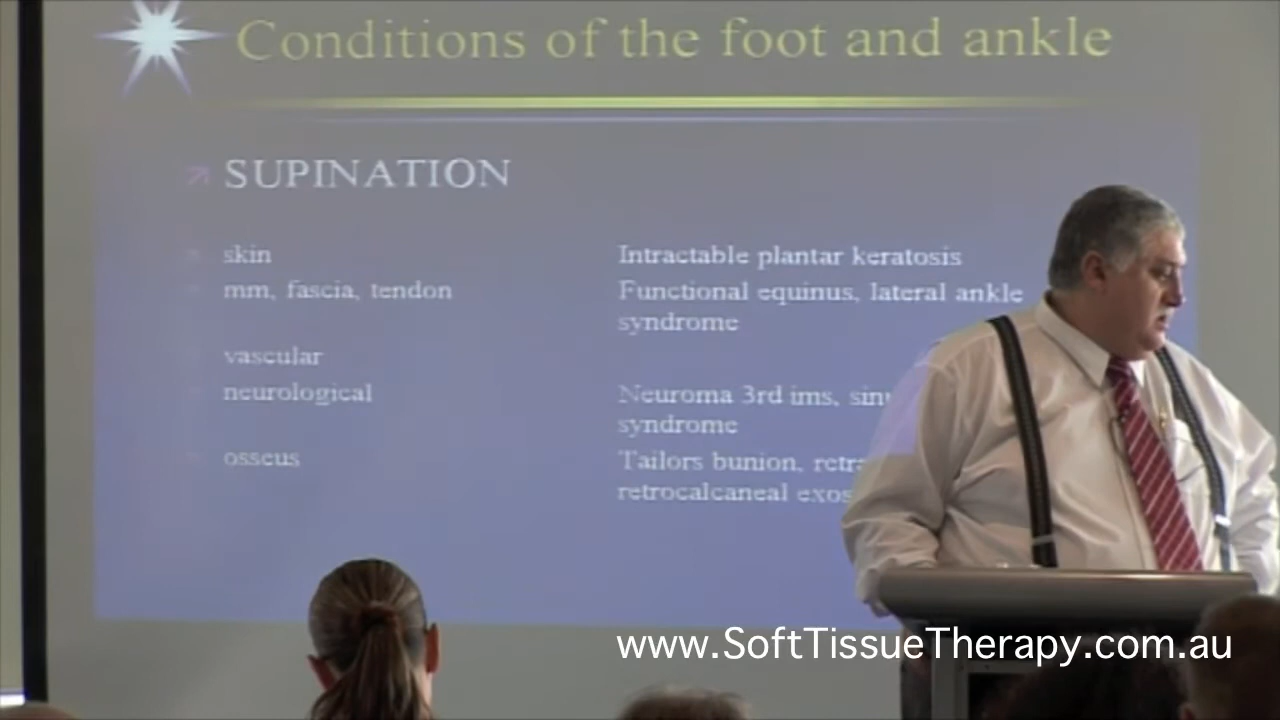 Conditions of the foot and ankle
SUPINATION
skin Intractable plantar keratosis
mm, fascia, tendon Functional equinus, lateral ankle
syndrome
vascular
neurological Neuroma 3rd ims,
syndrome
osseus Tailors bunion,
retrocalcaneal
www.SoftTissueTherapy.com.au